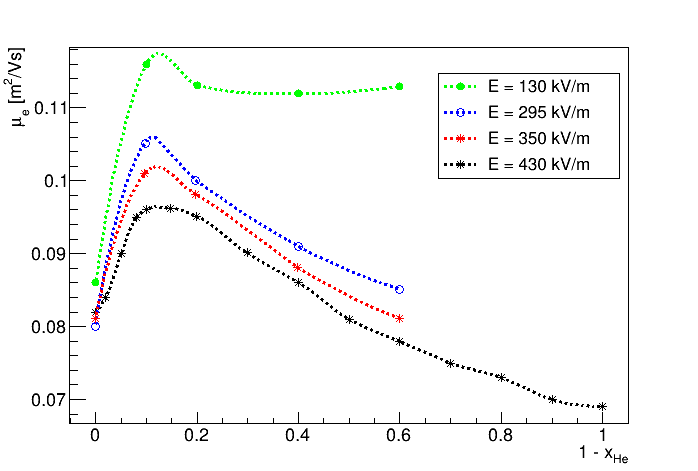 μe [m²/Vs]
0.11
0.1
0.09
0.08
0.07
E = 130 kV/m
E = 295 kV/m
E = 350 kV/m
E = 430 kV/m
0 0.2 0.4 0.6 0.8 1
1 - xHe